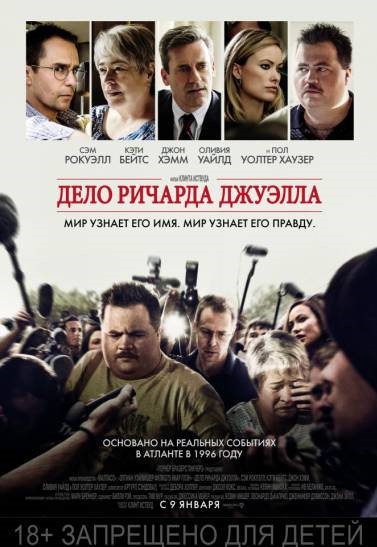 СЭМ РОКУЭЛЛ
КЭТИ БЕЙТС
ДЖОН ХЭММ
ОЛИВИЯ УАЙЛД
И ПОЛ УОЛТЕР ХАУЗЕР
ФИЛЬМ КЛИНТА ИСТВУДА
ДЕЛО РИЧАРДА ДЖУЭЛЛА
МИР УЗНАЕТ ЕГО ИМЯ. МИР УЗНАЕТ ЕГО ПРАВДУ.
ОСНОВАНО НА РЕАЛЬНЫХ СОБЫТИЯХ
В АТЛАНТЕ В 1996 ГОДУ
С 9 ЯНВАРЯ
18+ ЗАПРЕЩЕНО ДЛЯ ДЕТЕЙ